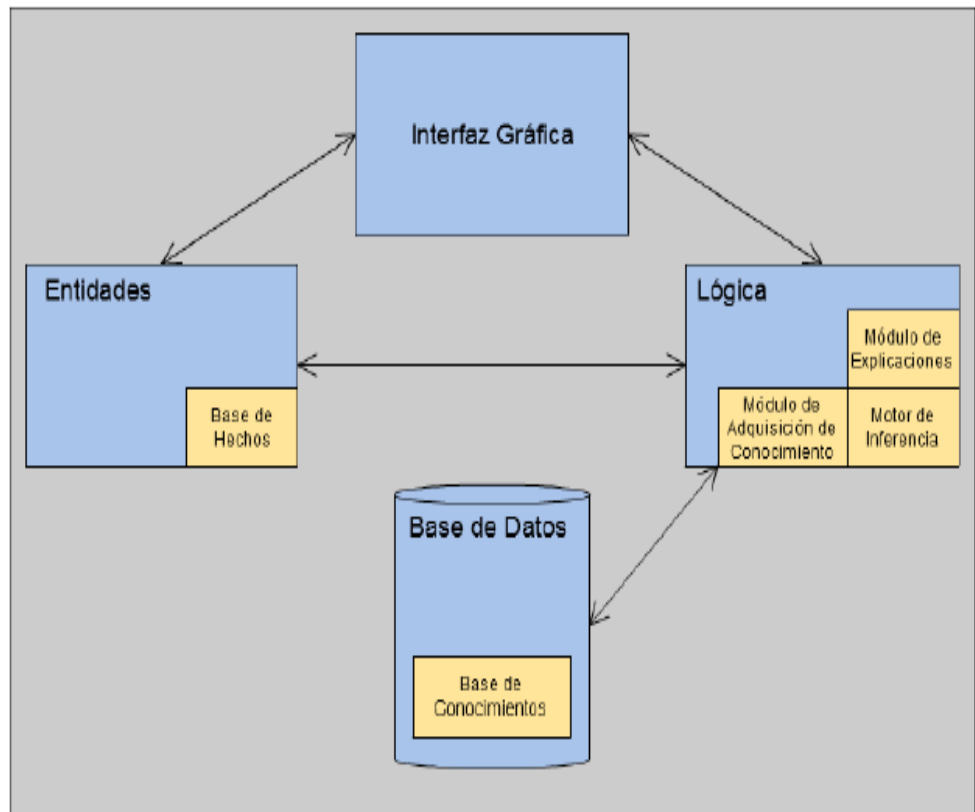 Interfaz Gráfica
Entidades
Base de
Hechos
Lógica
Módulo de
Explicaciones
Módulo de
Adquisición de
Conocimiento
Motor de
Inferencia
Base de Datos
Base de
Conocimientos